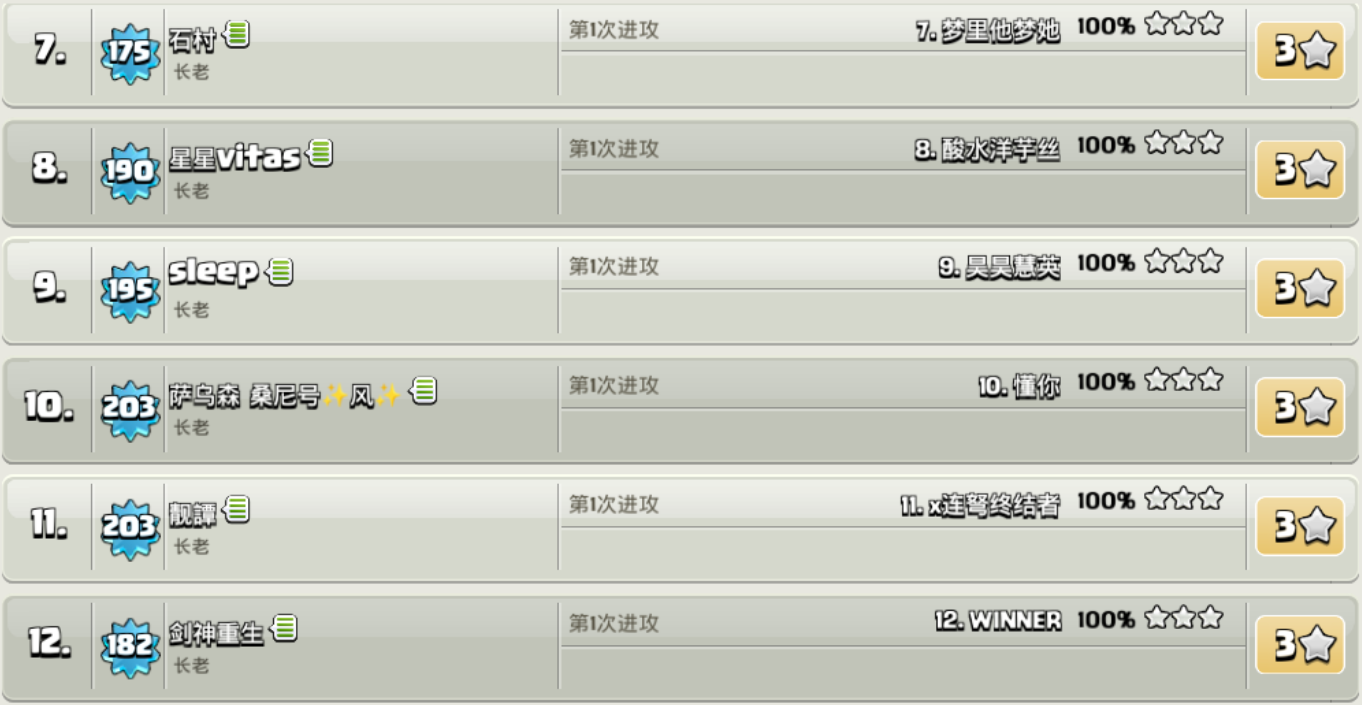 7.
175
石村
长老
第1次进攻
7. 梦里他梦她 100%
3
8.
190
星星vitas
长老
第1次进攻
8. 酸水洋芋丝 100%
3
9.
195
sleep
长老
第1次进攻
9. 昊昊慧英 100%
3
10.
203
萨乌森 桑尼号✨风✨
长老
第1次进攻
10. 懂你 100%
3
11.
203
靓譚
长老
第1次进攻
11. x连弩终结者 100%
3
12.
182
剑神重生
长老
第1次进攻
12. WINNER 100%
3